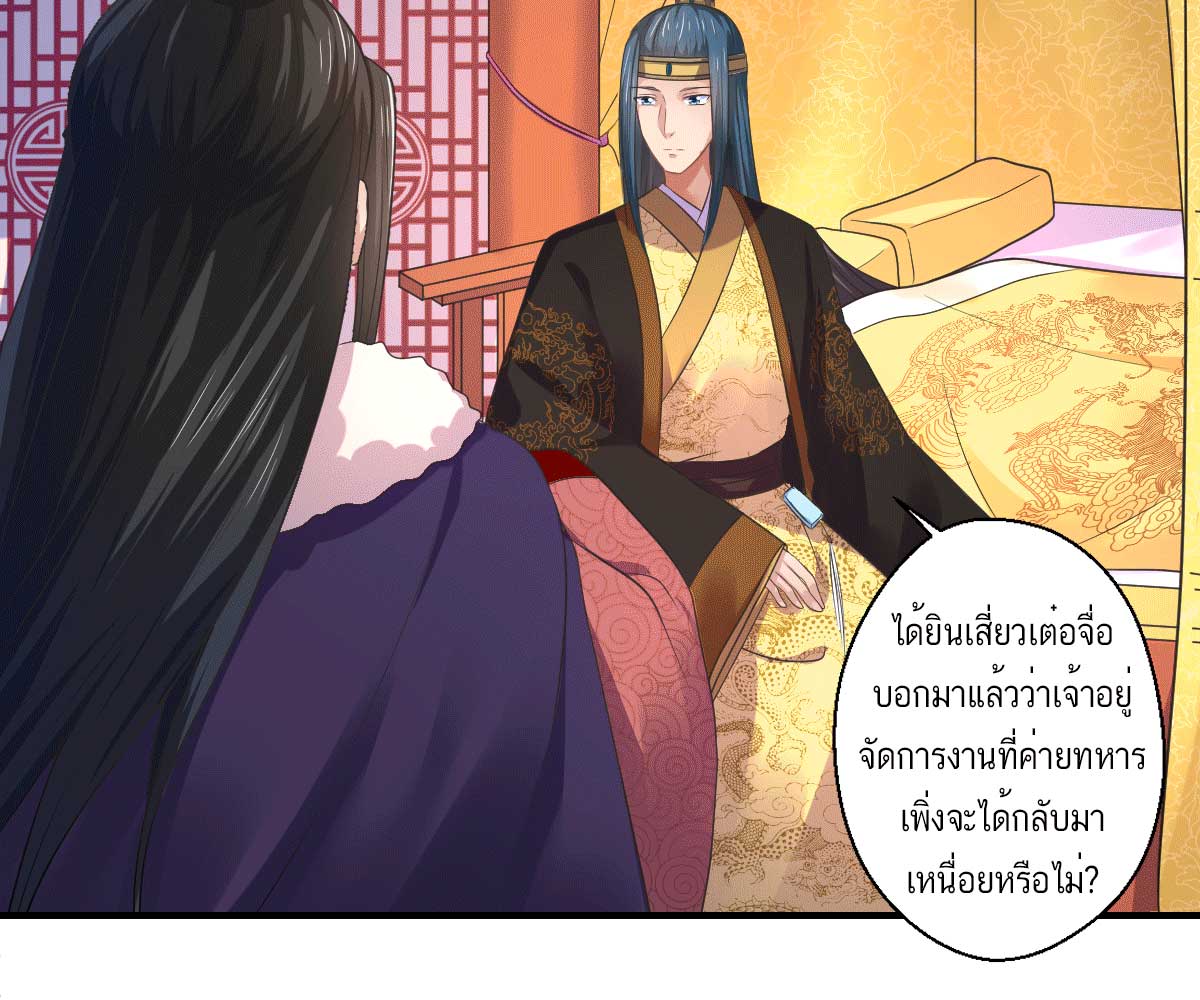 ได้ยินเสี่ยวเต๋อจื่อ
บอกมาแล้วว่าเจ้าอยู่
จัดการงานที่ค่ายทหาร
เพิ่งจะได้กลับมา
เหนื่อยหรือไม่?